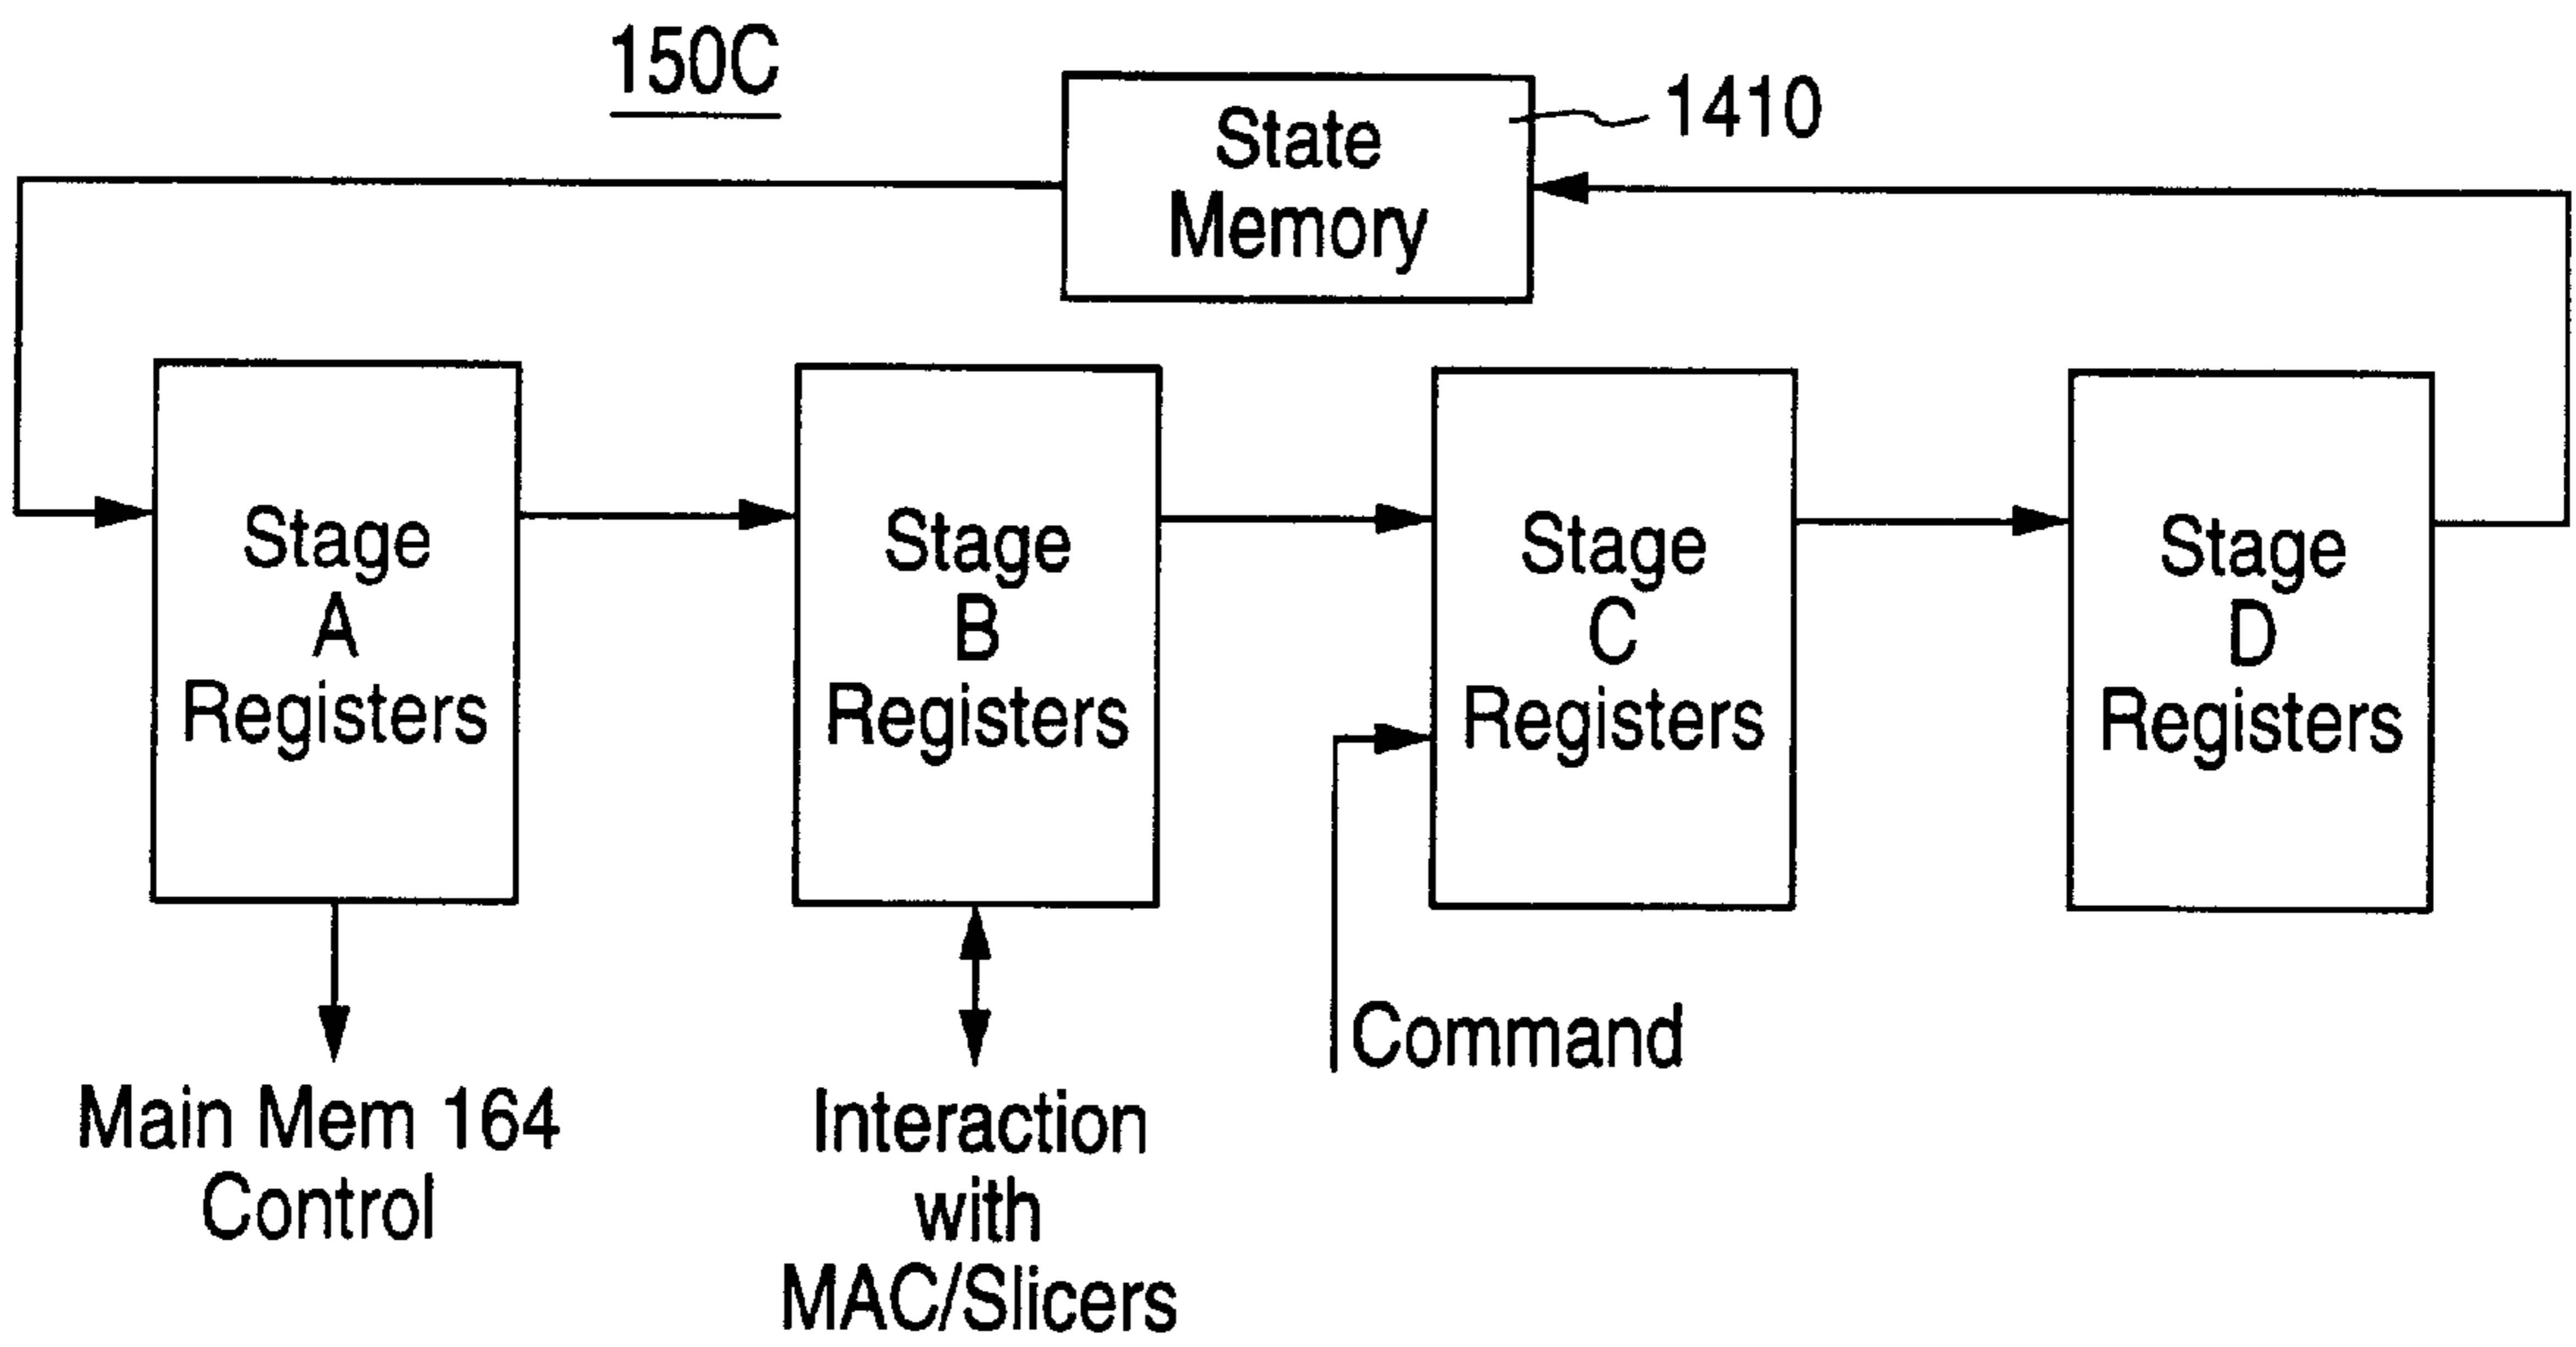 150C
State
Memory
1410
Stage
A
Registers
Stage
B
Registers
Stage
C
Registers
Stage
D
Registers
Main Mem 164
Control
Interaction
with
MAC/Slicers
Command